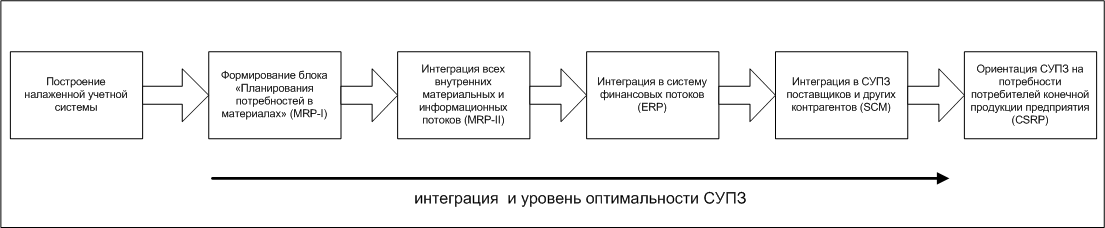 Построение
налаженной учетной
системы
Формирование блока
«Планирования
потребностей в
материалах» (MRP-I)
Интеграция всех
внутренних
материальных и
информационных
потоков (MRP-II)
Интеграция в систему
финансовых потоков
(ERP)
Интеграция в СУПЗ
поставщиков и других
контрагентов (SCM)
Ориентация СУПЗ на
потребности
потребителей конечной
продукции предприятия
(CSRP)
интеграция и уровень оптимальности СУПЗ